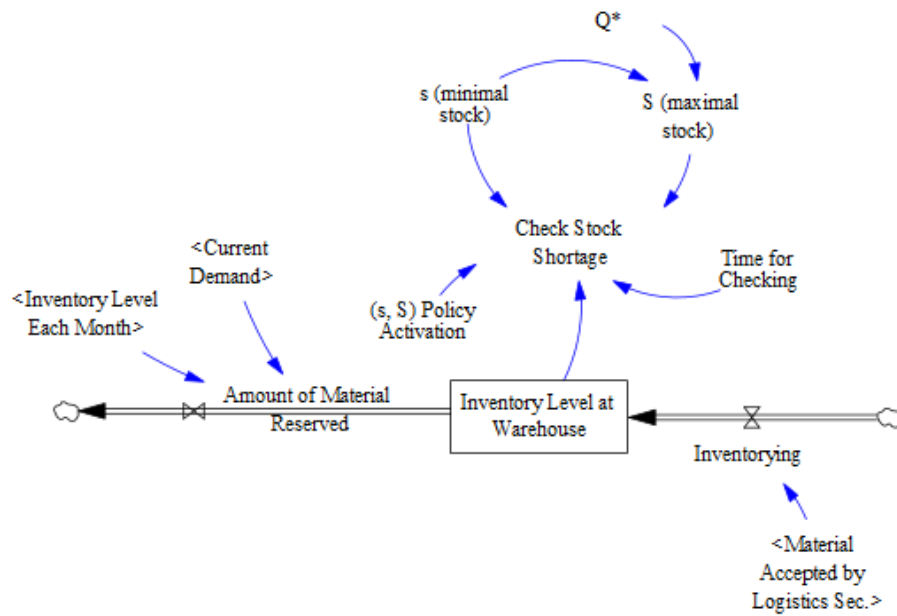 Q*
s (minimal
stock)
S (maximal
stock)
Check Stock
Shortage
<Current
Demand>
Time for
Checking
<Inventory Level
Each Month>
(s, S) Policy
Activation
Amount of Material
Reserved
Inventory Level at
Warehouse
Inventorying
<Material
Accepted by
Logistics Sec.>